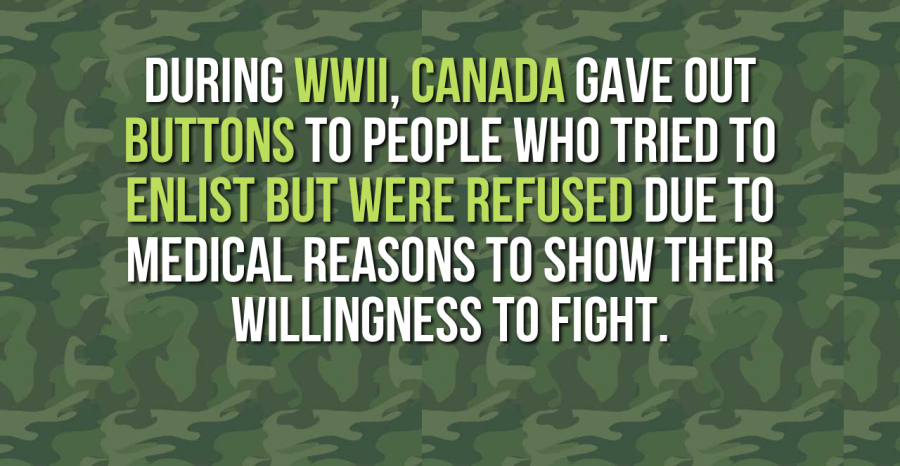 DURING WWII, CANADA GAVE OUT
BUTTONS TO PEOPLE WHO TRIED TO
ENLIST BUT WERE REFUSED DUE TO
MEDICAL REASONS TO SHOW THEIR
WILLINGNESS TO FIGHT.